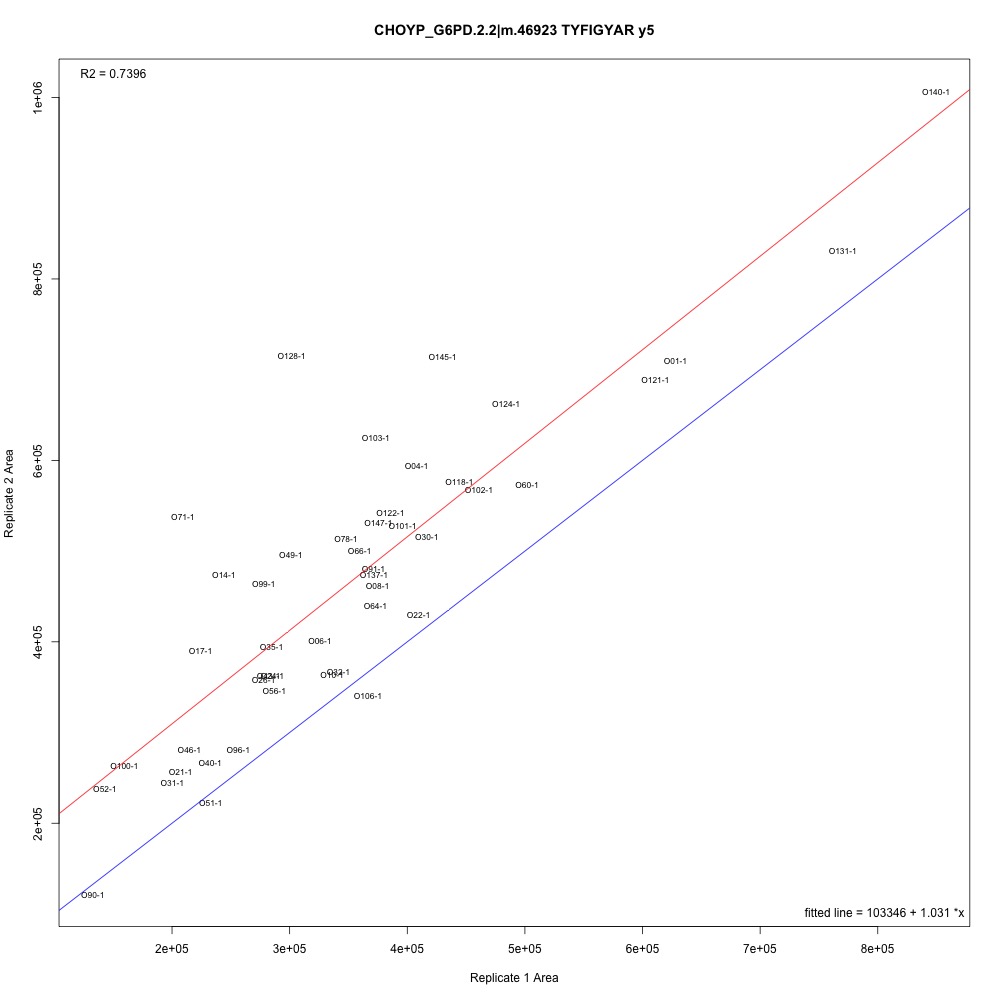 CHOYP_G6PD.2.2|m.46923 TYFIGYAR y5
R2 = 0.7396
O140-1
O131-1
O128-1
O145-1
O01-1
O121-1
O124-1
O103-1
O04-1
O118-1
O102-1
O60-1
O71-1
O122-1
O147-1
O101-1
O30-1
O78-1
O66-1
O49-1
O91-1
O137-1
O14-1
O99-1
O08-1
O64-1
O22-1
O17-1
O35-1
O06-1
O32-1
O26-1
O56-1
O106-1
O46-1
O96-1
O100-1
O40-1
O21-1
O31-1
O52-1
O51-1
O90-1
fitted line = 103346 + 1.031 *x
1e+06
8e+05
6e+05
4e+05
2e+05
Replicate 2 Area
2e+05 3e+05 4e+05 5e+05 6e+05 7e+05 8e+05
Replicate 1 Area